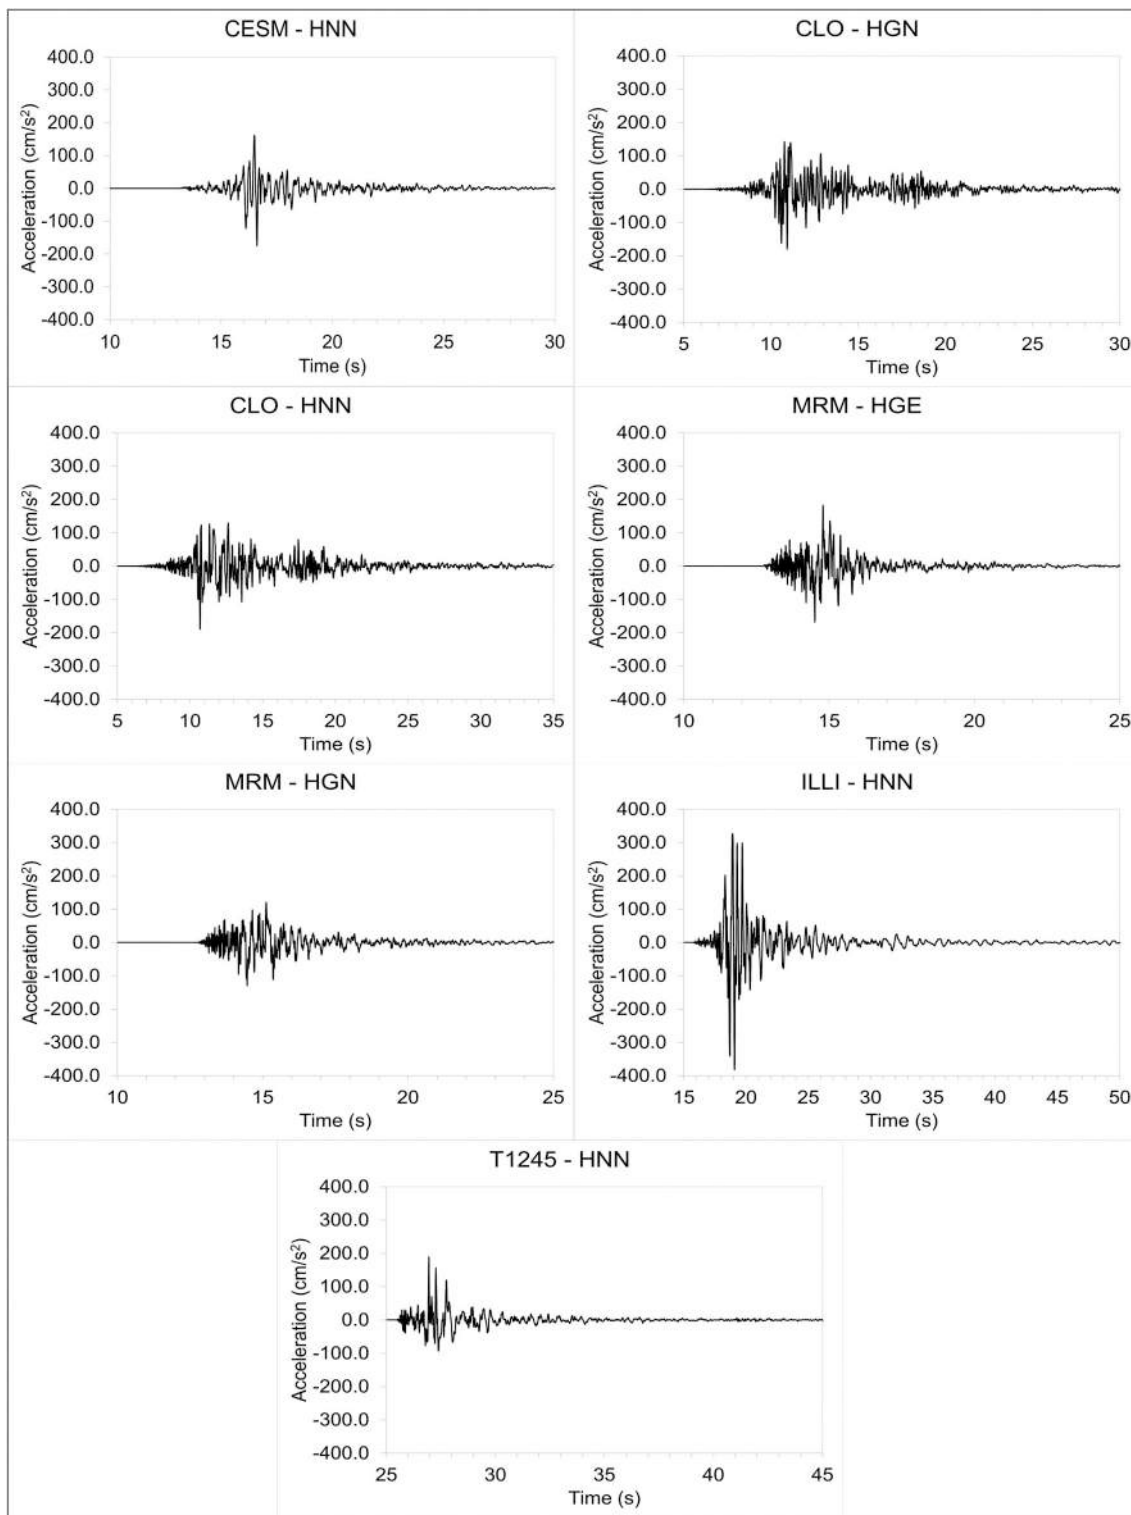 CESM - HNN
400.0
300.0
200.0
100.0
0.0
-100.0
-200.0
-300.0
-400.0
Acceleration (cm/s²)
10 15 20 25 30
Time (s)
CLO - HGN
400.0
300.0
200.0
100.0
0.0
-100.0
-200.0
-300.0
-400.0
Acceleration (cm/s²)
5 10 15 20 25 30
Time (s)
CLO - HNN
400.0
300.0
200.0
100.0
0.0
-100.0
-200.0
-300.0
-400.0
Acceleration (cm/s²)
5 10 15 20 25 30 35
Time (s)
MRM - HGE
400.0
300.0
200.0
100.0
0.0
-100.0
-200.0
-300.0
-400.0
Acceleration (cm/s²)
10 15 20 25
Time (s)
MRM - HGN
400.0
300.0
200.0
100.0
0.0
-100.0
-200.0
-300.0
-400.0
Acceleration (cm/s²)
10 15 20 25
Time (s)
ILLI - HNN
400.0
300.0
200.0
100.0
0.0
-100.0
-200.0
-300.0
-400.0
Acceleration (cm/s²)
15 20 25 30 35 40 45 50
Time (s)
T1245 - HNN
400.0
300.0
200.0
100.0
0.0
-100.0
-200.0
-300.0
-400.0
Acceleration (cm/s²)
25 30 35 40 45
Time (s)